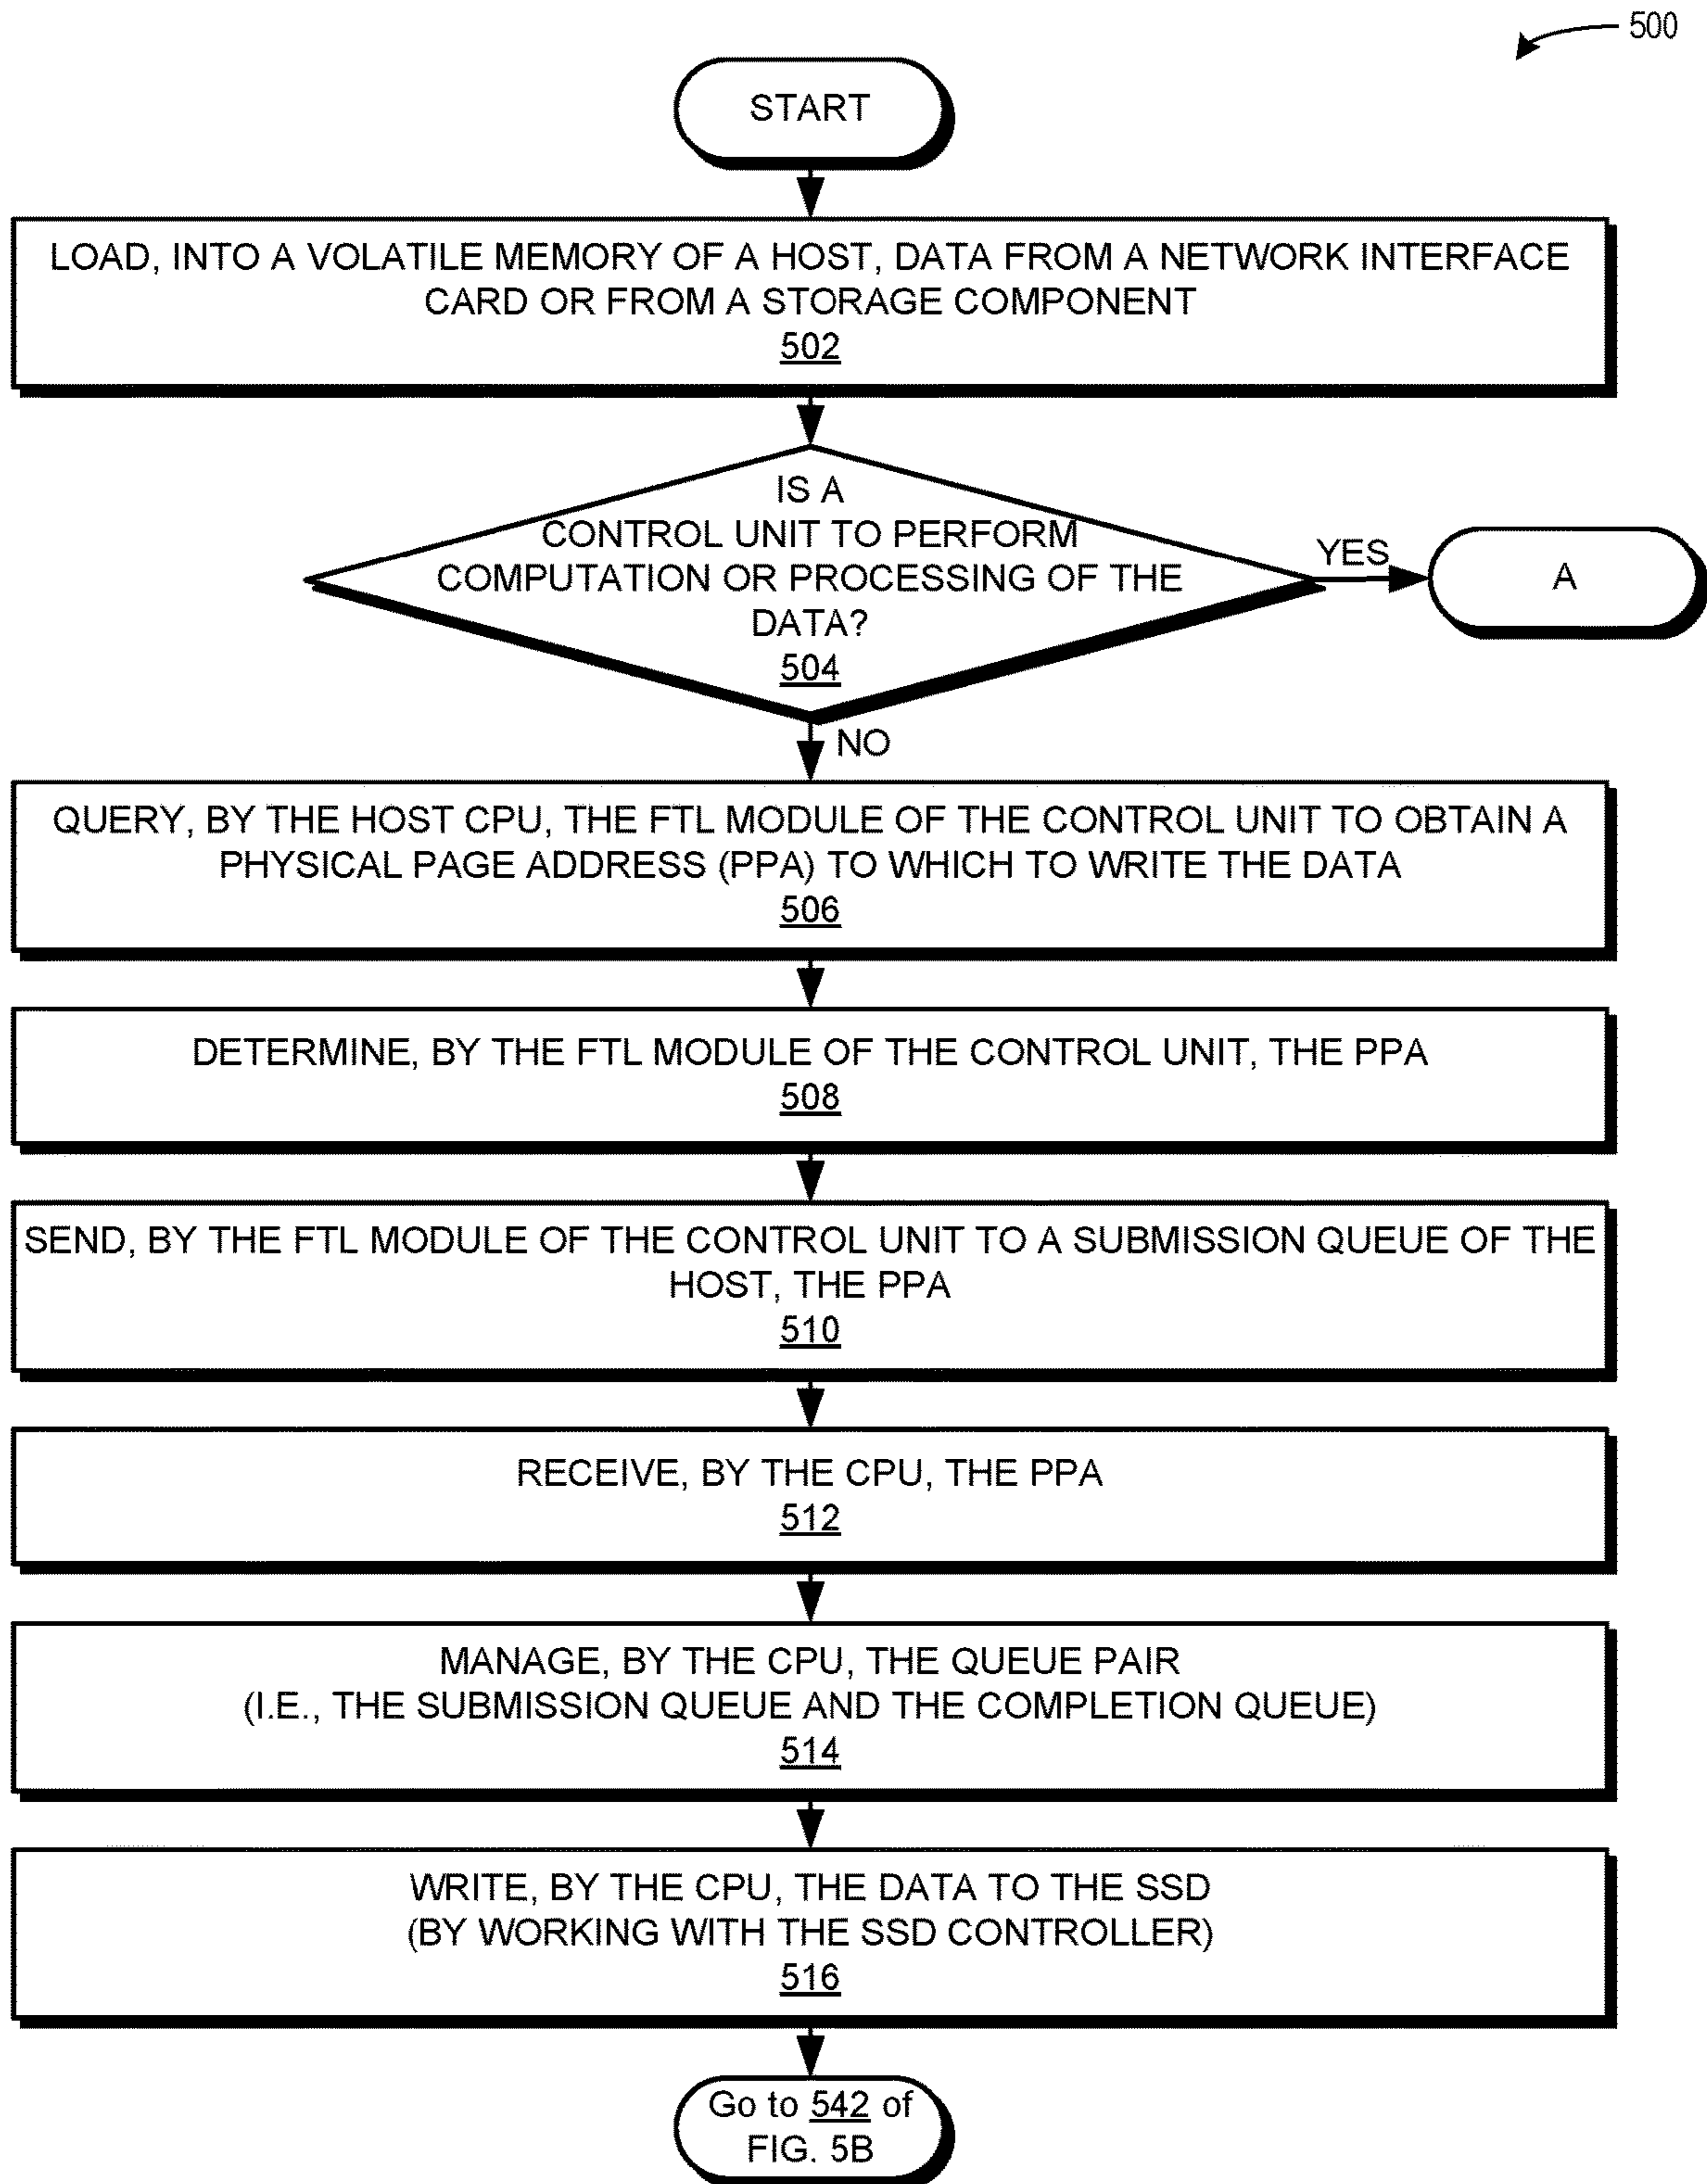 500
START
LOAD, INTO A VOLATILE MEMORY OF A HOST, DATA FROM A NETWORK INTERFACE
CARD OR FROM A STORAGE COMPONENT
502
IS A
CONTROL UNIT TO PERFORM
COMPUTATION OR PROCESSING OF THE
DATA?
504
YES
A
NO
QUERY, BY THE HOST CPU, THE FTL MODULE OF THE CONTROL UNIT TO OBTAIN A
PHYSICAL PAGE ADDRESS (PPA) TO WHICH TO WRITE THE DATA
506
DETERMINE, BY THE FTL MODULE OF THE CONTROL UNIT, THE PPA
508
SEND, BY THE FTL MODULE OF THE CONTROL UNIT TO A SUBMISSION QUEUE OF THE
HOST, THE PPA
510
RECEIVE, BY THE CPU, THE PPA
512
MANAGE, BY THE CPU, THE QUEUE PAIR
(I.E., THE SUBMISSION QUEUE AND THE COMPLETION QUEUE)
514
WRITE, BY THE CPU, THE DATA TO THE SSD
(BY WORKING WITH THE SSD CONTROLLER)
516
Go to 542 of
FIG. 5B